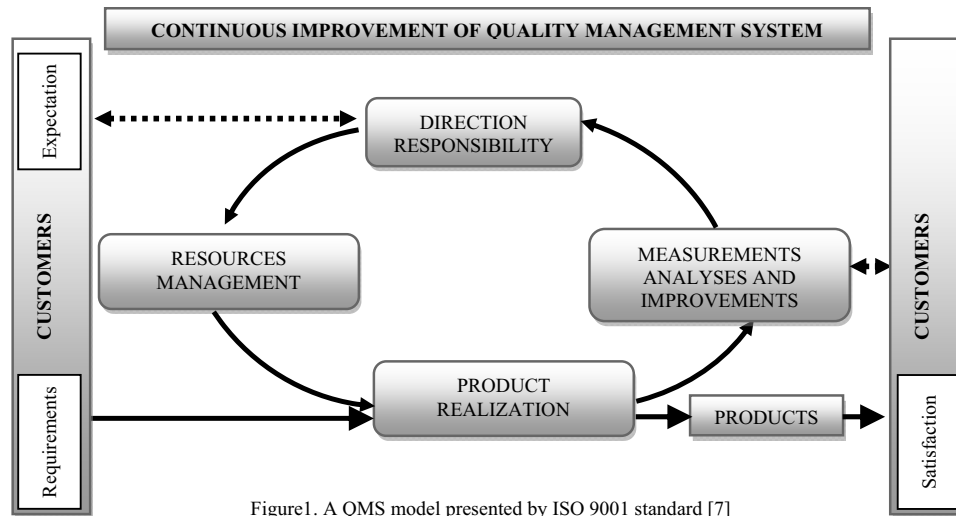 CONTINUOUS IMPROVEMENT OF QUALITY MANAGEMENT SYSTEM
Expectation
CUSTOMERS
Requirements
DIRECTION
RESPONSIBILITY
RESOURCES
MANAGEMENT
MEASUREMENTS
ANALYSES AND
IMPROVEMENTS
PRODUCT
REALIZATION
PRODUCTS
CUSTOMERS
Satisfaction
Figure1. A QMS model presented by ISO 9001 standard [7]